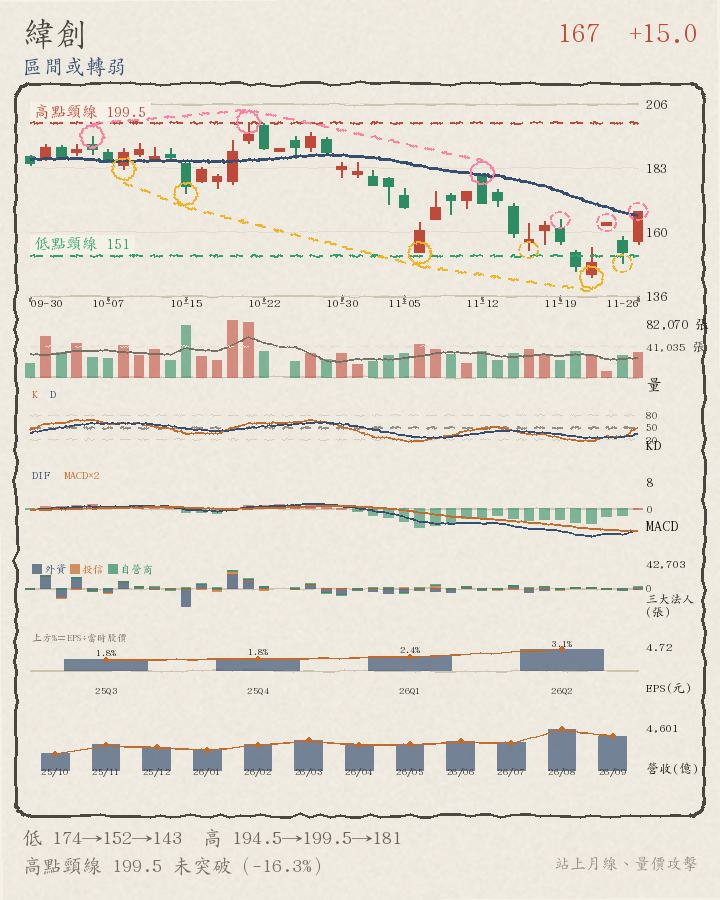 緯創
167 +15.0
區間或轉弱
高點頸線 199.5
低點頸線 151
206
183
160
136
09-30 10-07 10-15 10-22 10-30 11-05 11-12 11-19 11-26
82,070 張
41,035 張
量
K D
80
50
20
KD
DIF MACD×2
8
0
MACD
外資 投信 自營商
42,703
0
三大法人
(張)
上方%=EPS÷當時股價
1.8% 1.8% 2.4% 3.1%
4.72
25Q3 25Q4 26Q1 26Q2
EPS(元)
4,601
25/10 25/11 25/12 26/01 26/02 26/03 26/04 26/05 26/06 26/07 26/08 26/09
營收(億)
低 174→152→143 高 194.5→199.5→181
高點頸線 199.5 未突破 (-16.3%)
站上月線、量價攻擊